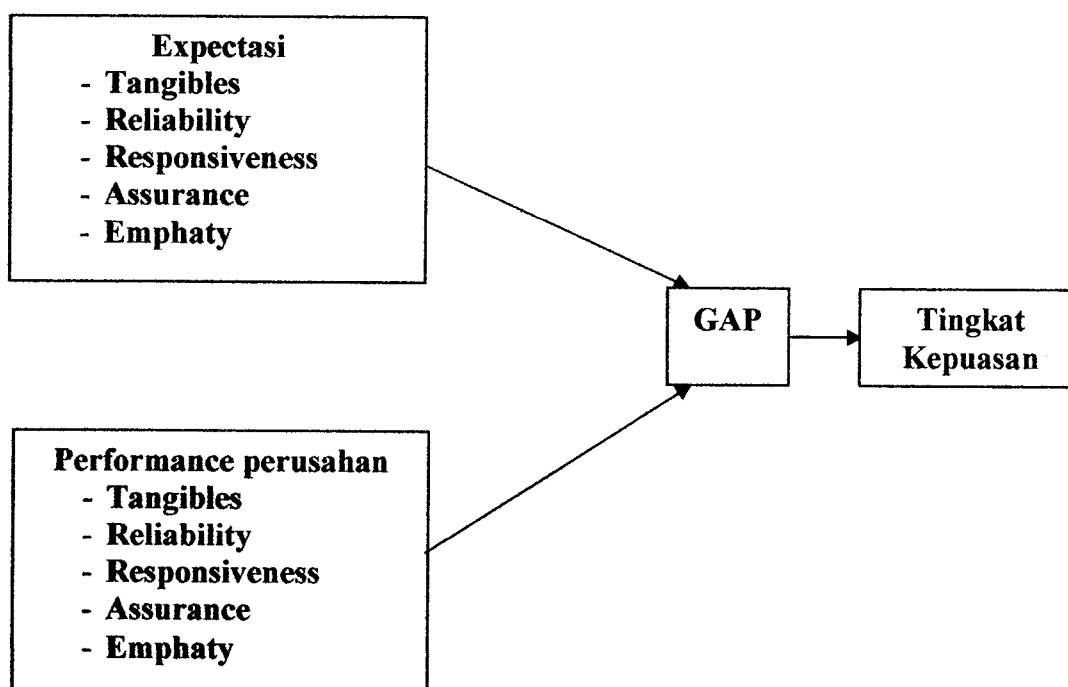 Expectasi
- Tangibles
- Reliability
- Responsiveness
- Assurance
- Emphaty
GAP
Tingkat
Kepuasan
Performance perusahan
- Tangibles
- Reliability
- Responsiveness
- Assurance
- Emphaty